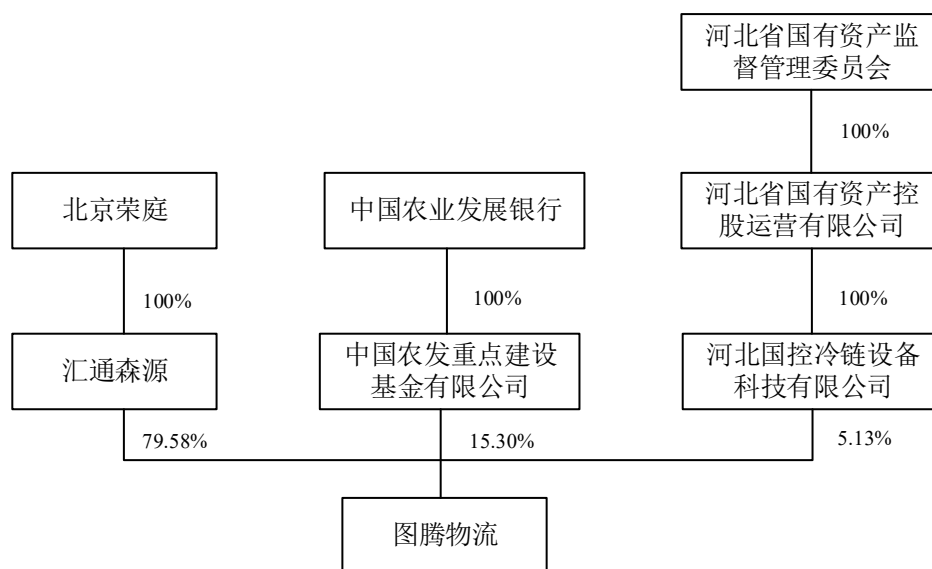 河北省国有资产监
督管理委员会
100%
北京荣庭
中国农业发展银行
河北省国有资产控
股运营有限公司
100%
100%
100%
汇通森源
中国农发重点建设
基金有限公司
河北国控冷链设备
科技有限公司
79.58%
15.30%
5.13%
图腾物流